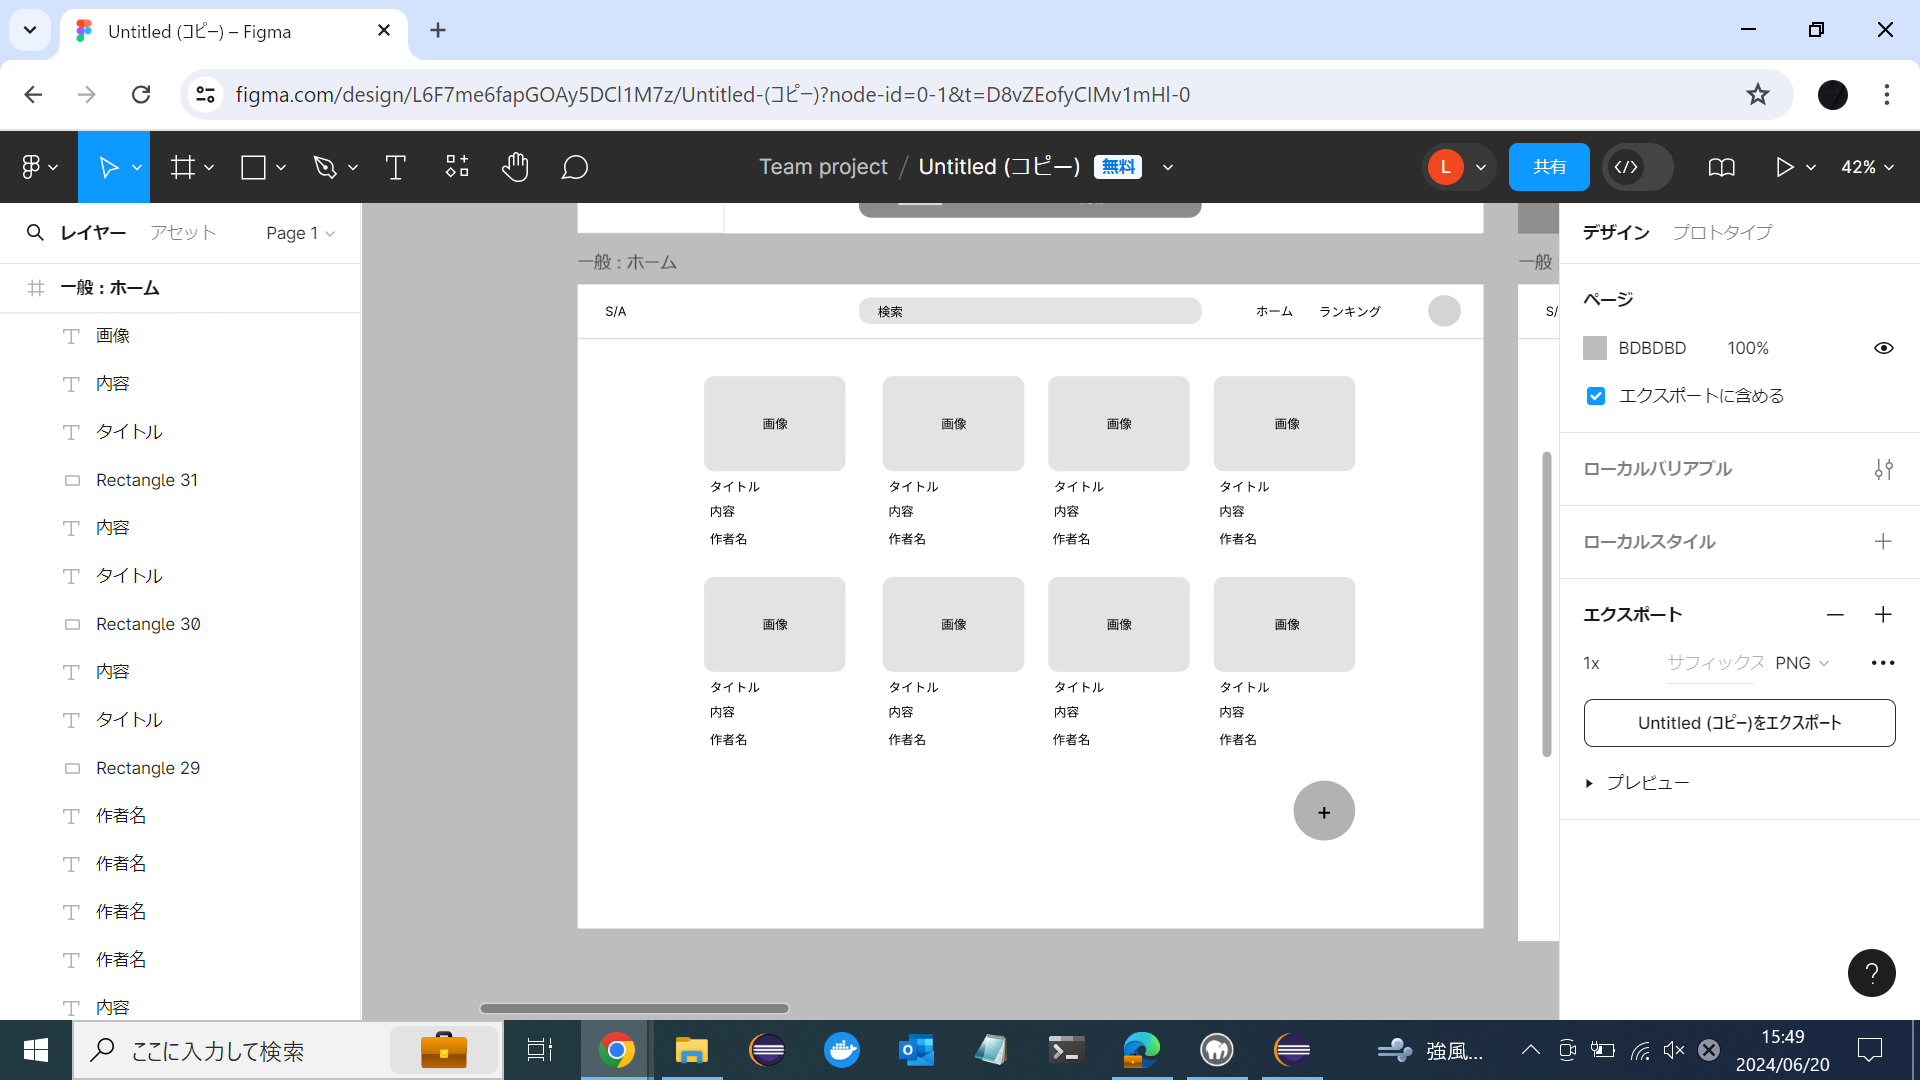 Untitled (コピー) – Figma
figma.com/design/L6F7me6fapGOAy5DCl1M7z/Untitled-(コピー)?node-id=0-1&t=D8vZEofyCIMv1mHl-0
Team project / Untitled (コピー) 無料
L
共有
42%
レイヤー アセット Page 1
一般：ホーム
画像
内容
タイトル
Rectangle 31
内容
タイトル
Rectangle 30
内容
タイトル
Rectangle 29
作者名
作者名
作者名
作者名
内容
一般：ホーム
S/A 検索 ホーム ランキング
画像 画像 画像 画像
タイトル タイトル タイトル タイトル
内容 内容 内容 内容
作者名 作者名 作者名 作者名
画像 画像 画像 画像
タイトル タイトル タイトル タイトル
内容 内容 内容 内容
作者名 作者名 作者名 作者名
+
一般
S/
デザイン プロトタイプ
ページ
BDBDBD 100%
エクスポートに含める
ローカルバリアブル
ローカルスタイル
エクスポート
1x サフィックス PNG
Untitled (コピー)をエクスポート
プレビュー
?
ここに入力して検索
強風...
15:49
2024/06/20